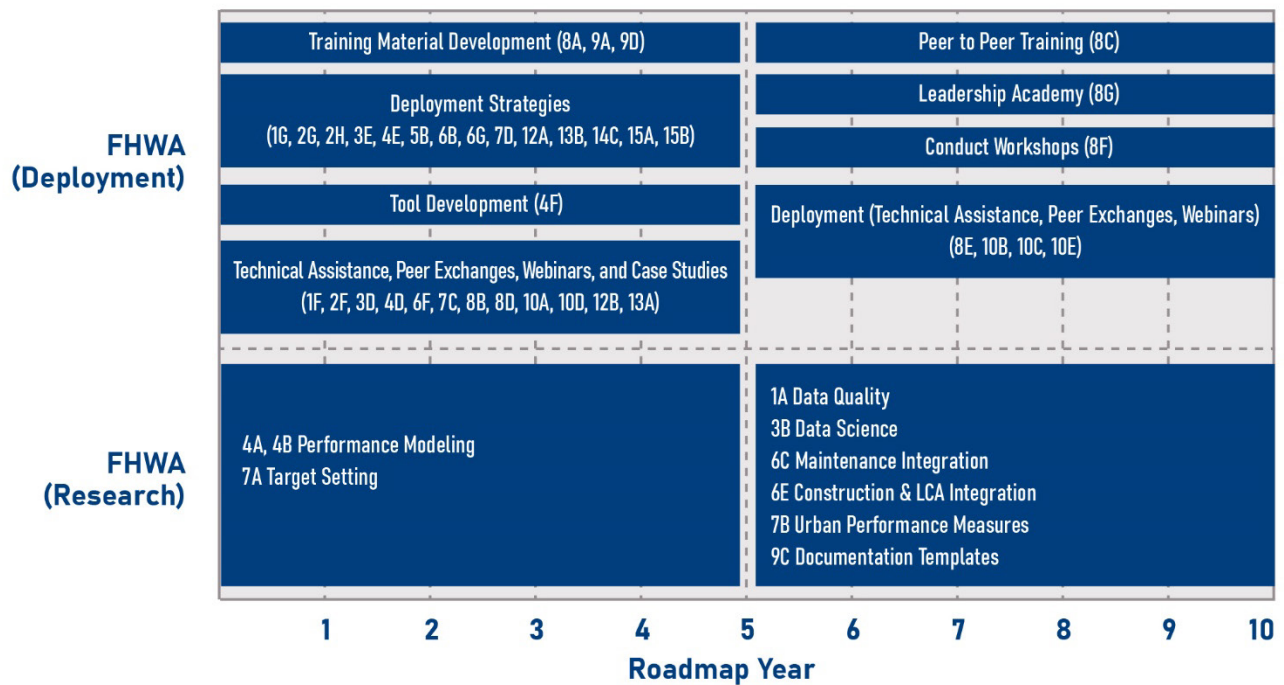 FHWA
(Deployment)
Training Material Development (8A, 9A, 9D)
Deployment Strategies
(1G, 2G, 2H, 3E, 4E, 5B, 6B, 6G, 7D, 12A, 13B, 14C, 15A, 15B)
Tool Development (4F)
Technical Assistance, Peer Exchanges, Webinars, and Case Studies
(1F, 2F, 3D, 4D, 6F, 7C, 8B, 8D, 10A, 10D, 12B, 13A)
Peer to Peer Training (8C)
Leadership Academy (8G)
Conduct Workshops (8F)
Deployment (Technical Assistance, Peer Exchanges, Webinars)
(8E, 10B, 10C, 10E)
FHWA
(Research)
4A, 4B Performance Modeling
7A Target Setting
1A Data Quality
3B Data Science
6C Maintenance Integration
6E Construction & LCA Integration
7B Urban Performance Measures
9C Documentation Templates
1 2 3 4 5 6 7 8 9 10
Roadmap Year